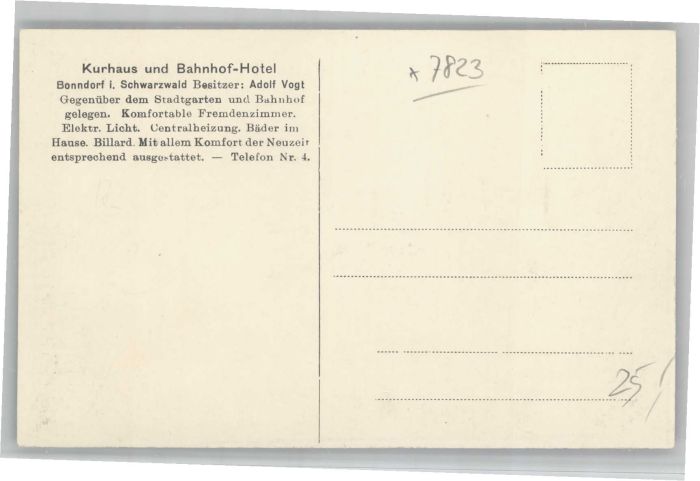 Kurhaus und Bahnhof-Hotel
Bonndorf i. Schwarzwald Besitzer: Adolf Vogt
Gegenüber dem Stadtgarten und Bahnhof
gelegen. Komfortable Fremdenzimmer.
Elektr. Licht. Centralheizung. Bäder im
Hause. Billard. Mit allem Komfort der Neuzeit
entsprechend ausgestattet. — Telefon Nr. 4.
* 7823
25